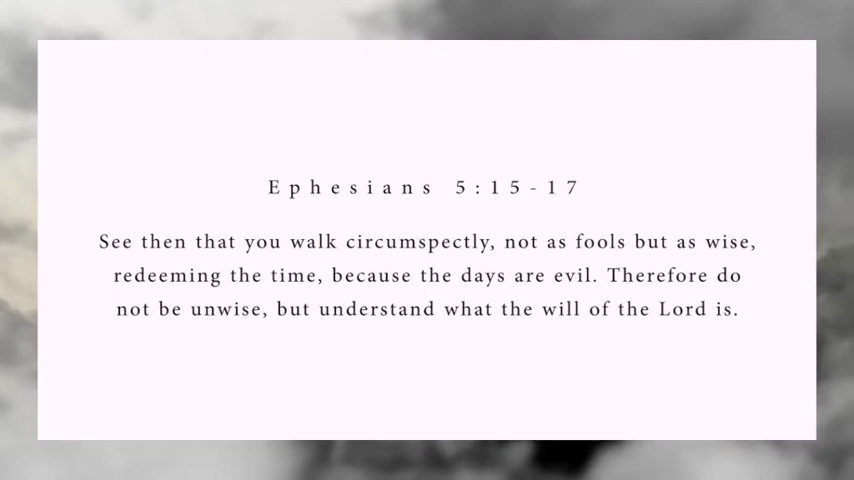 Ephesians 5:15-17
See then that you walk circumspectly, not as fools but as wise,
redeeming the time, because the days are evil. Therefore do
not be unwise, but understand what the will of the Lord is.